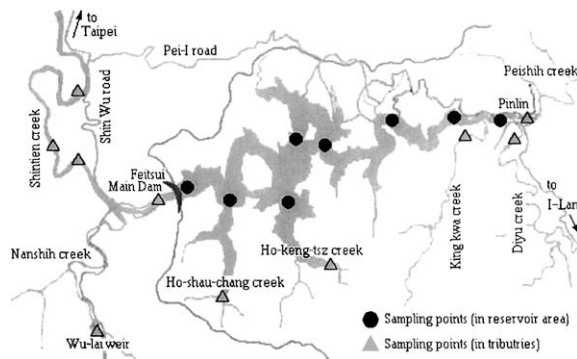 to
Taipei
Pei-I road
Peishih creek
Pinlin
Shin Wu road
Shintien creek
Feitsui
Main Dam
to
I-Lan
King kwa creek
Diyu creek
Nanshih creek
Ho-keng-tsz creek
Ho-shau-chang creek
Wu-lai weir
Sampling points (in reservoir area)
Sampling points (in tributries)